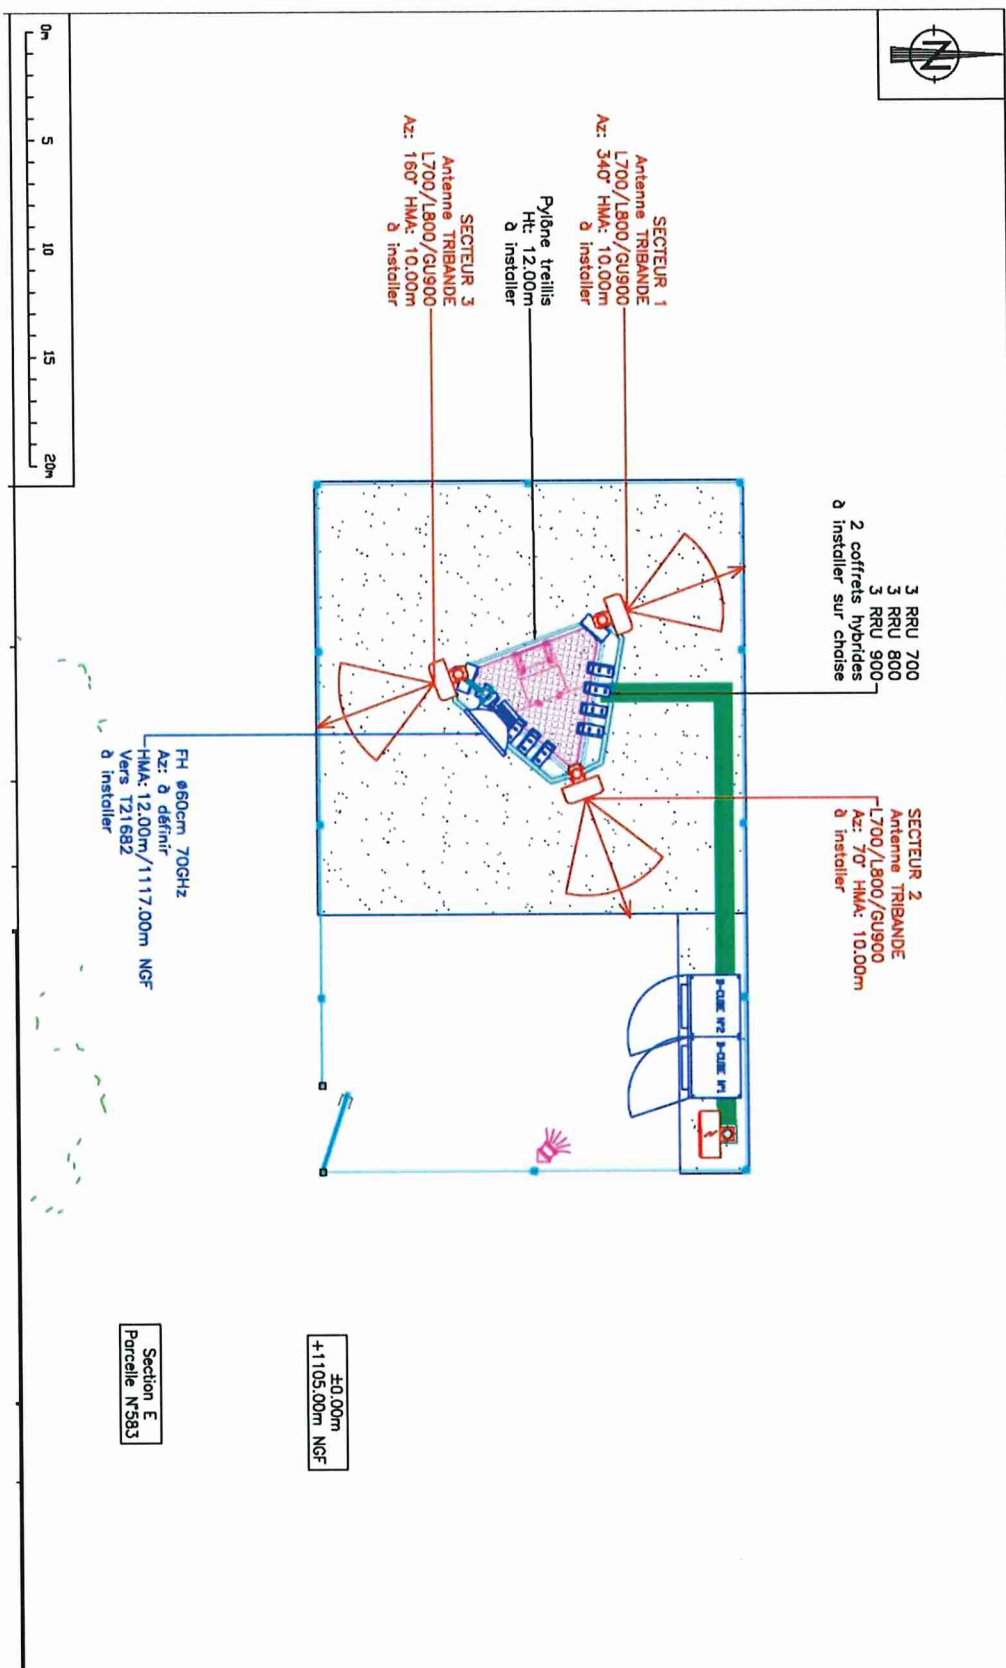 N
SECTEUR 1
Antenne TRIBANDE
L700/L800/GU900
Az: 340° HMA: 10.00m
à installer
Pylône treillis
Ht: 12.00m
à installer
SECTEUR 3
Antenne TRIBANDE
L700/L800/GU900
Az: 160° HMA: 10.00m
à installer
3 RRU 700
3 RRU 800
3 RRU 900
2 coffrets hybrides
à installer sur chaise
SECTEUR 2
Antenne TRIBANDE
L700/L800/GU900
Az: 70° HMA: 10.00m
à installer
FH ø60cm 70GHz
Az: à définir
HMA: 12.00m/1117.00m NGF
Vers T21682
à installer
B-CUBE N°2
B-CUBE N°1
±0.00m
+1105.00m NGF
Section E
Parcelle N°583
0m 5 10 15 20m